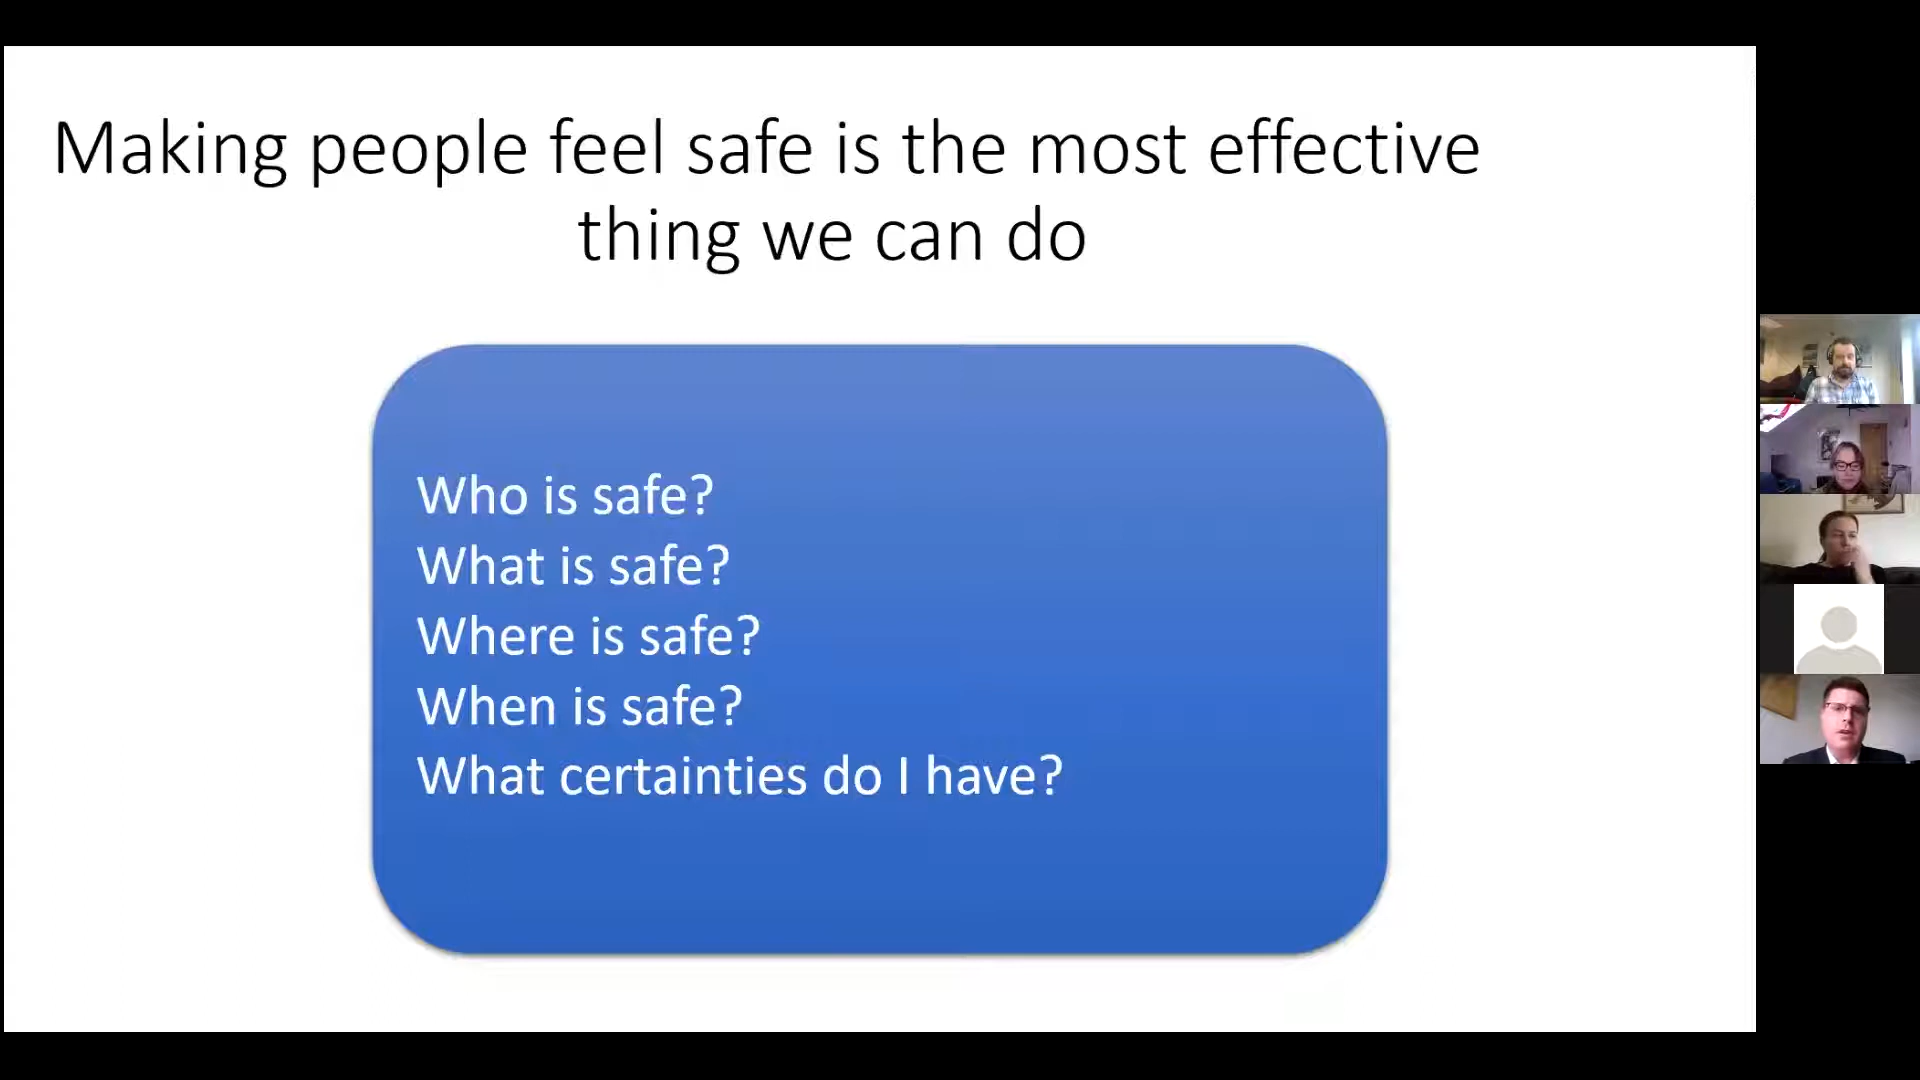 Making people feel safe is the most effective
thing we can do
Who is safe?
What is safe?
Where is safe?
When is safe?
What certainties do I have?